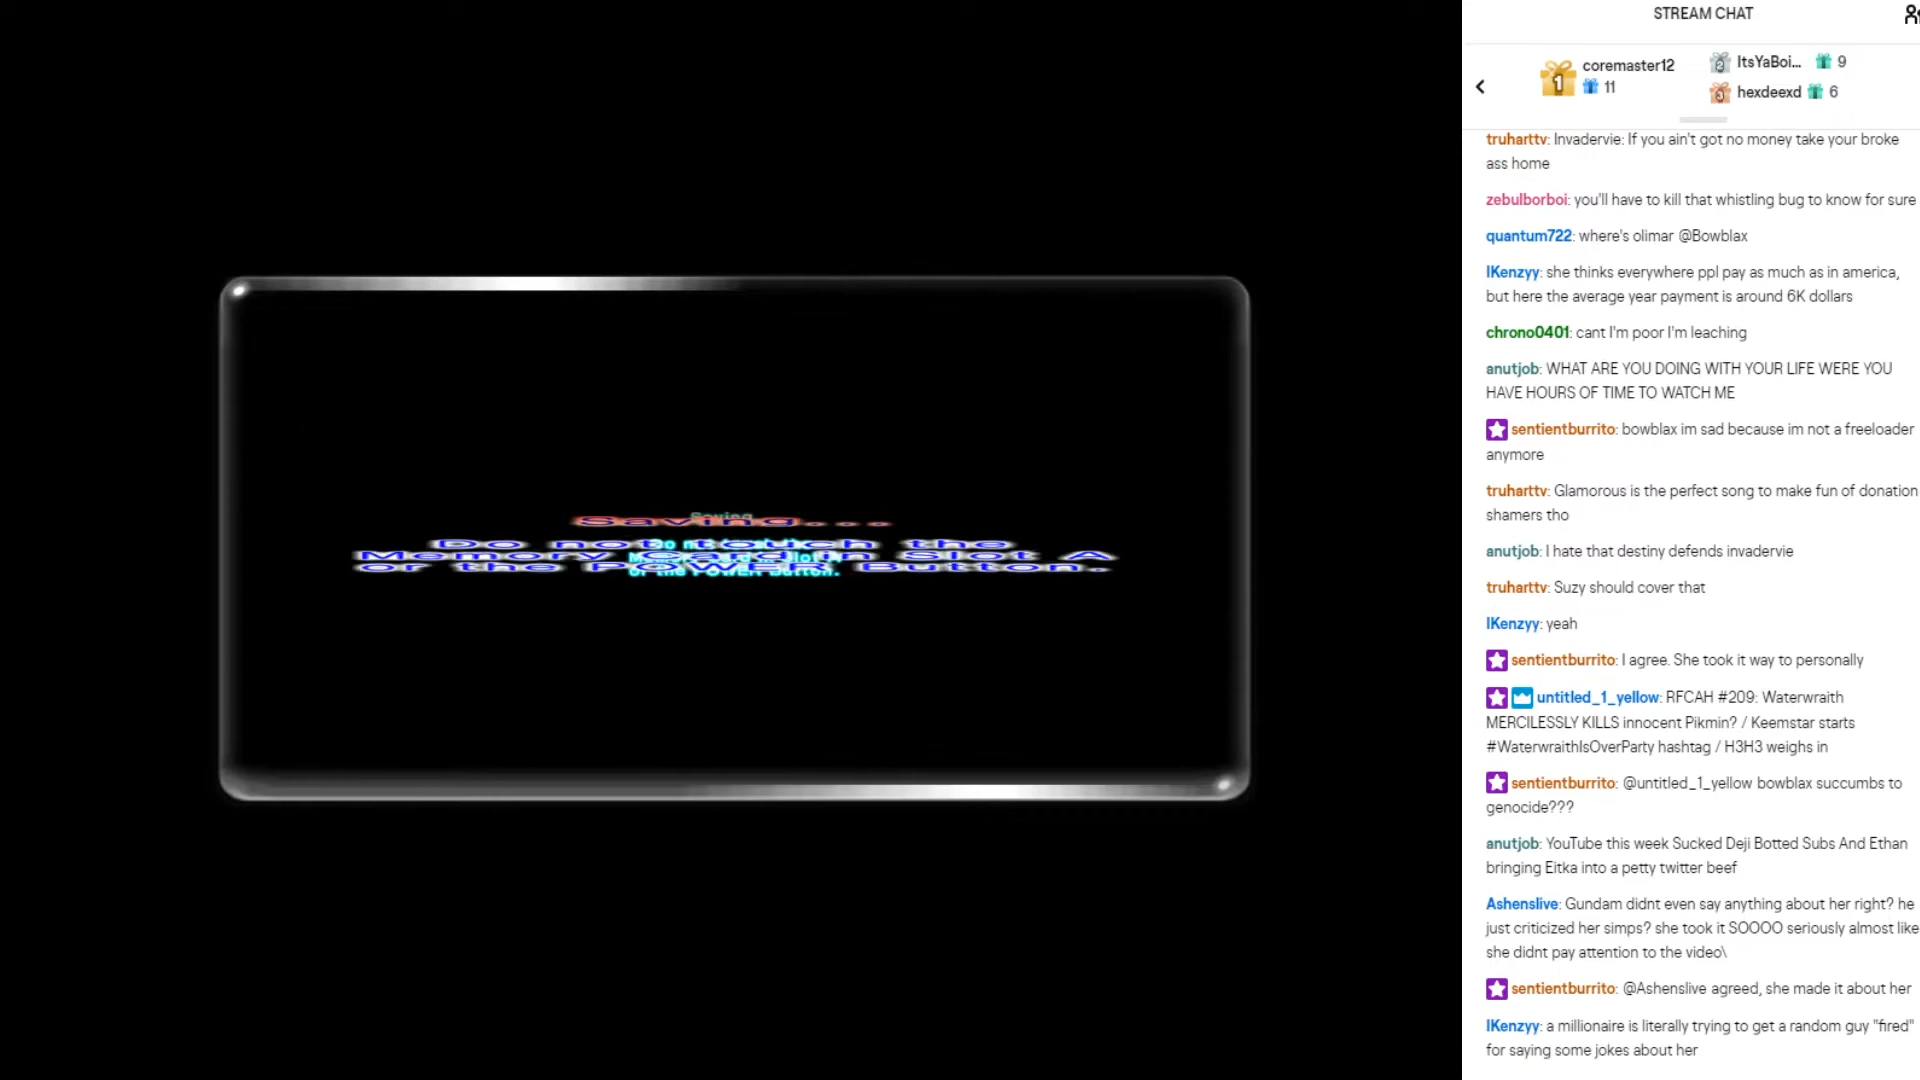 Saving...
Do not touch the
Memory Card in Slot A
or the POWER Button.
STREAM CHAT
coremaster12
11
ItsYaBoi... 9
hexdeexd 6
truharttv: Invadervie: If you ain't got no money take your broke
ass home
zebulborboi: you'll have to kill that whistling bug to know for sure
quantum722: where's olimar @Bowblax
IKenzyy: she thinks everywhere ppl pay as much as in america,
but here the average year payment is around 6K dollars
chrono0401: cant I'm poor I'm leaching
anutjob: WHAT ARE YOU DOING WITH YOUR LIFE WERE YOU
HAVE HOURS OF TIME TO WATCH ME
sentientburrito: bowblax im sad because im not a freeloader
anymore
truharttv: Glamorous is the perfect song to make fun of donation
shamers tho
anutjob: I hate that destiny defends invadervie
truharttv: Suzy should cover that
IKenzyy: yeah
sentientburrito: I agree. She took it way to personally
untitled_1_yellow: RFCAH #209: Waterwraith
MERCILESSLY KILLS innocent Pikmin? / Keemstar starts
#WaterwraithIsOverParty hashtag / H3H3 weighs in
sentientburrito: @untitled_1_yellow bowblax succumbs to
genocide???
anutjob: YouTube this week Sucked Deji Botted Subs And Ethan
bringing Eitka into a petty twitter beef
Ashenslive: Gundam didnt even say anything about her right? he
just criticized her simps? she took it SOOOO seriously almost like
she didnt pay attention to the video\
sentientburrito: @Ashenslive agreed, she made it about her
IKenzyy: a millionaire is literally trying to get a random guy "fired"
for saying some jokes about her